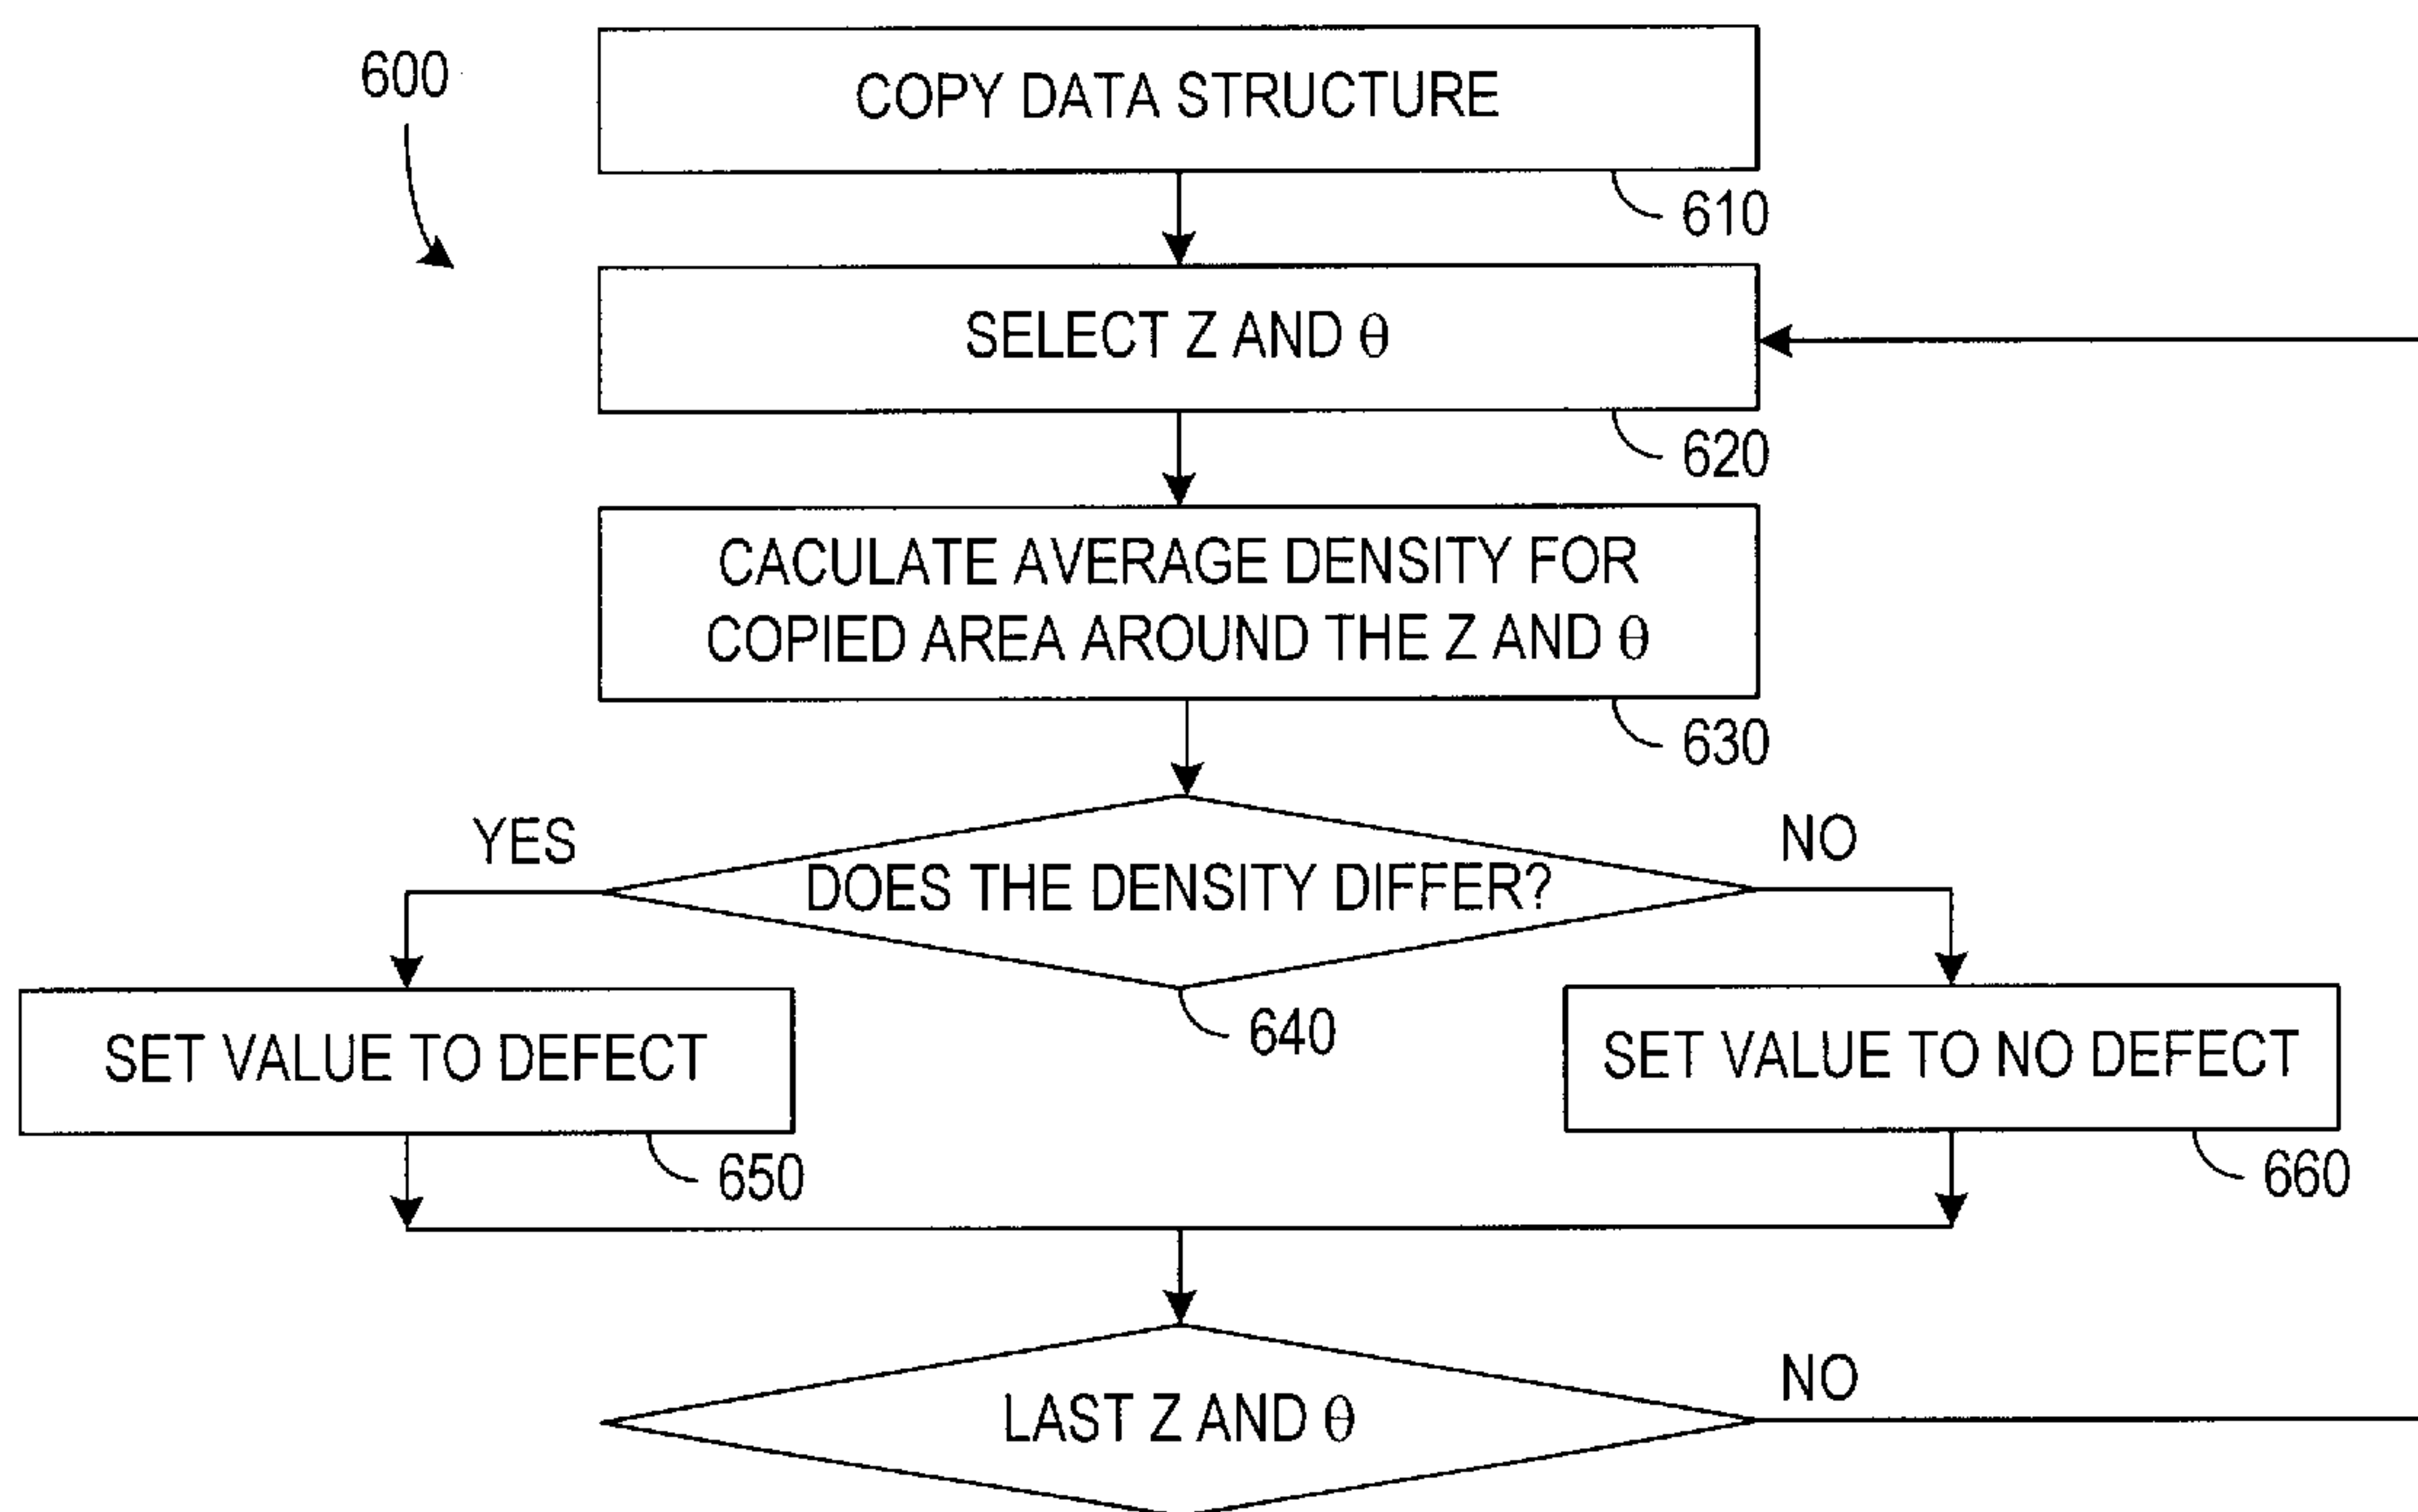 600
COPY DATA STRUCTURE
610
SELECT Z AND θ
620
CACULATE AVERAGE DENSITY FOR
COPIED AREA AROUND THE Z AND θ
630
YES
NO
DOES THE DENSITY DIFFER?
640
SET VALUE TO DEFECT
650
SET VALUE TO NO DEFECT
660
LAST Z AND θ
NO